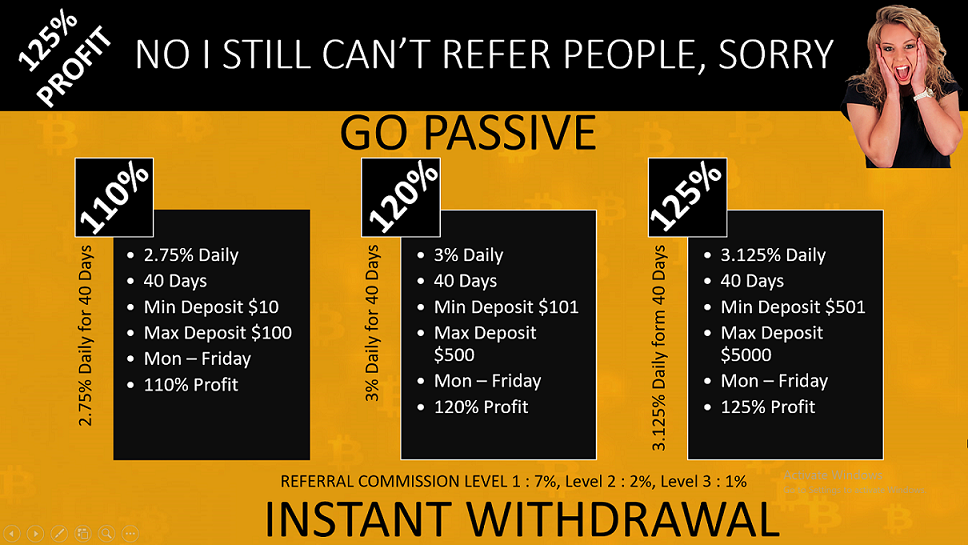 125%
PROFIT
NO I STILL CAN'T REFER PEOPLE, SORRY
GO PASSIVE
110%
2.75% Daily for 40 Days
• 2.75% Daily
• 40 Days
• Min Deposit $10
• Max Deposit $100
• Mon – Friday
• 110% Profit
120%
3% Daily for 40 Days
• 3% Daily
• 40 Days
• Min Deposit $101
• Max Deposit
$500
• Mon – Friday
• 120% Profit
125%
3.125% Daily form 40 Days
• 3.125% Daily
• 40 Days
• Min Deposit $501
• Max Deposit
$5000
• Mon – Friday
• 125% Profit
REFERRAL COMMISSION LEVEL 1 : 7%, Level 2 : 2%, Level 3 : 1%
INSTANT WITHDRAWAL